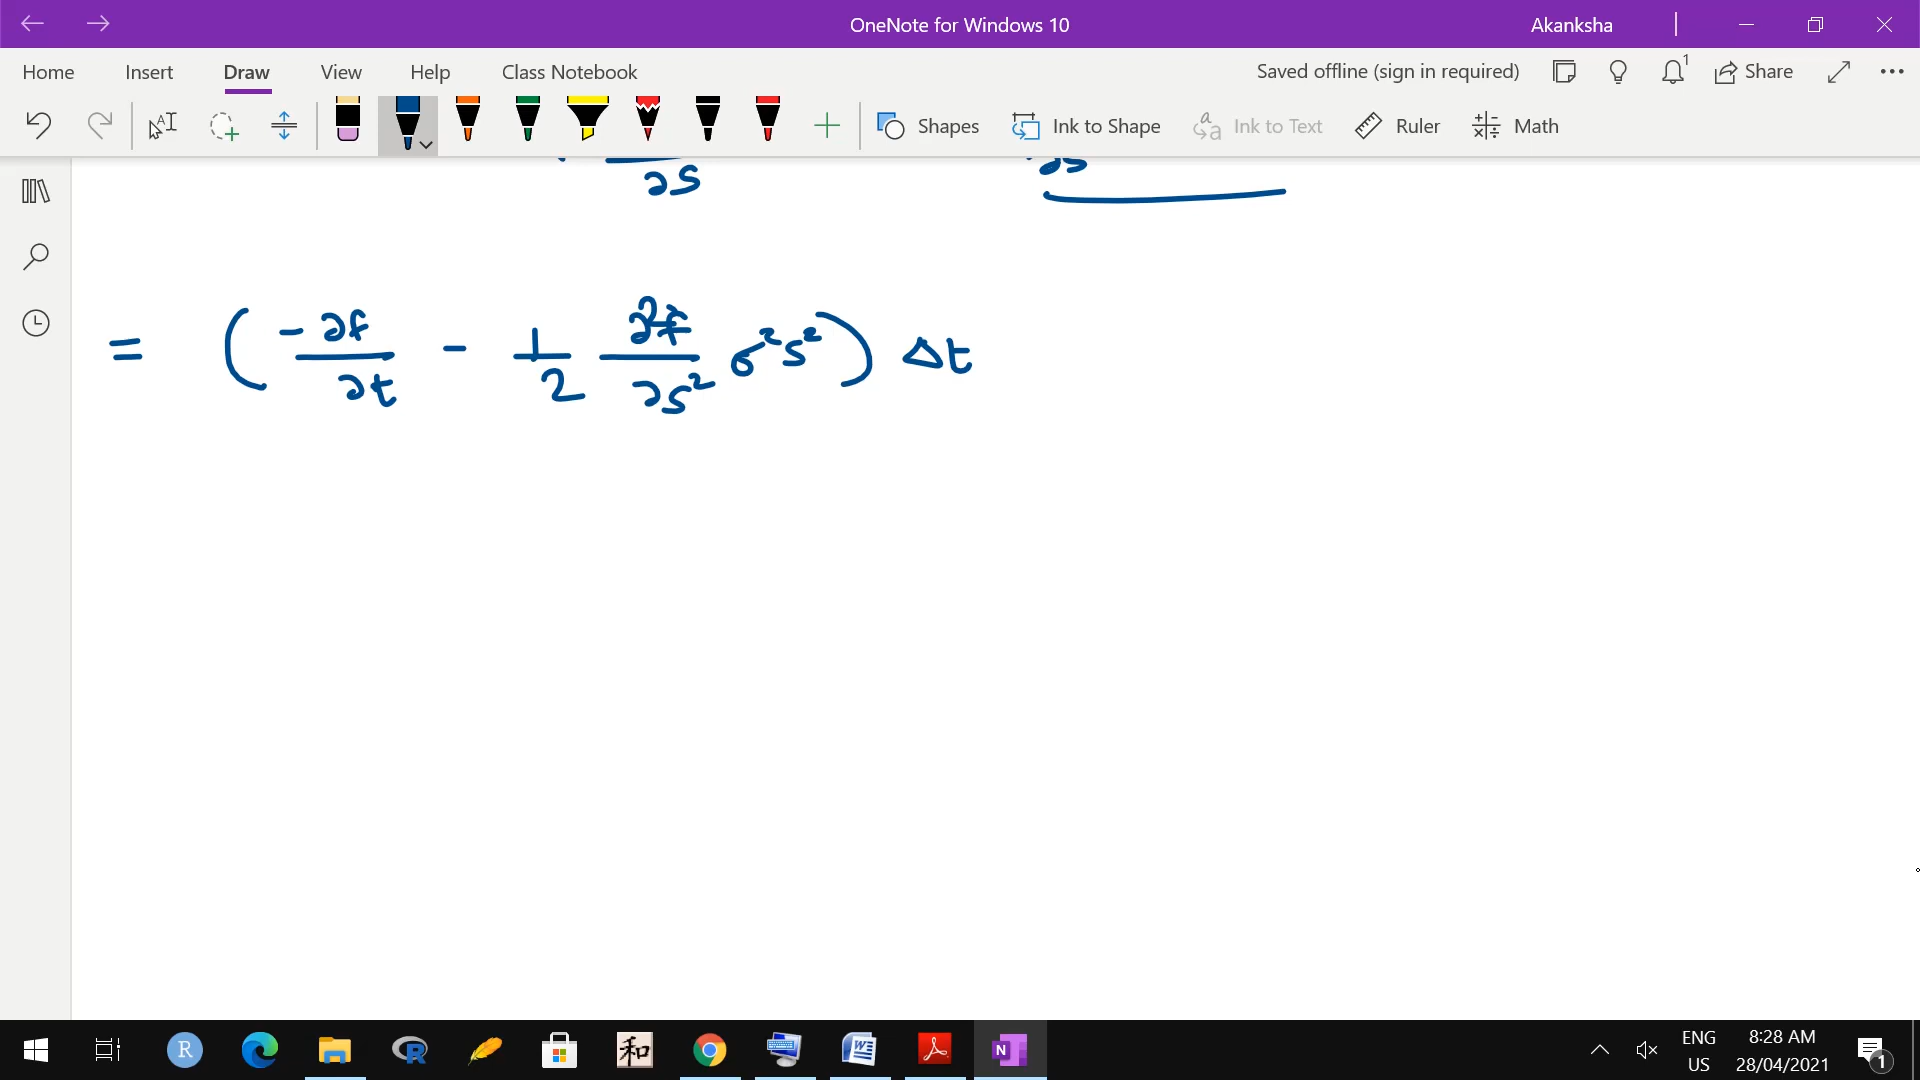 OneNote for Windows 10
Akanksha
Home Insert Draw View Help Class Notebook
Saved offline (sign in required) 1 Share
Shapes Ink to Shape Ink to Text Ruler Math
∂S
∂S
= ( -∂f/∂t - 1/2 ∂²f/∂S² σ²S² ) Δt
ENG
US
8:28 AM
28/04/2021
1